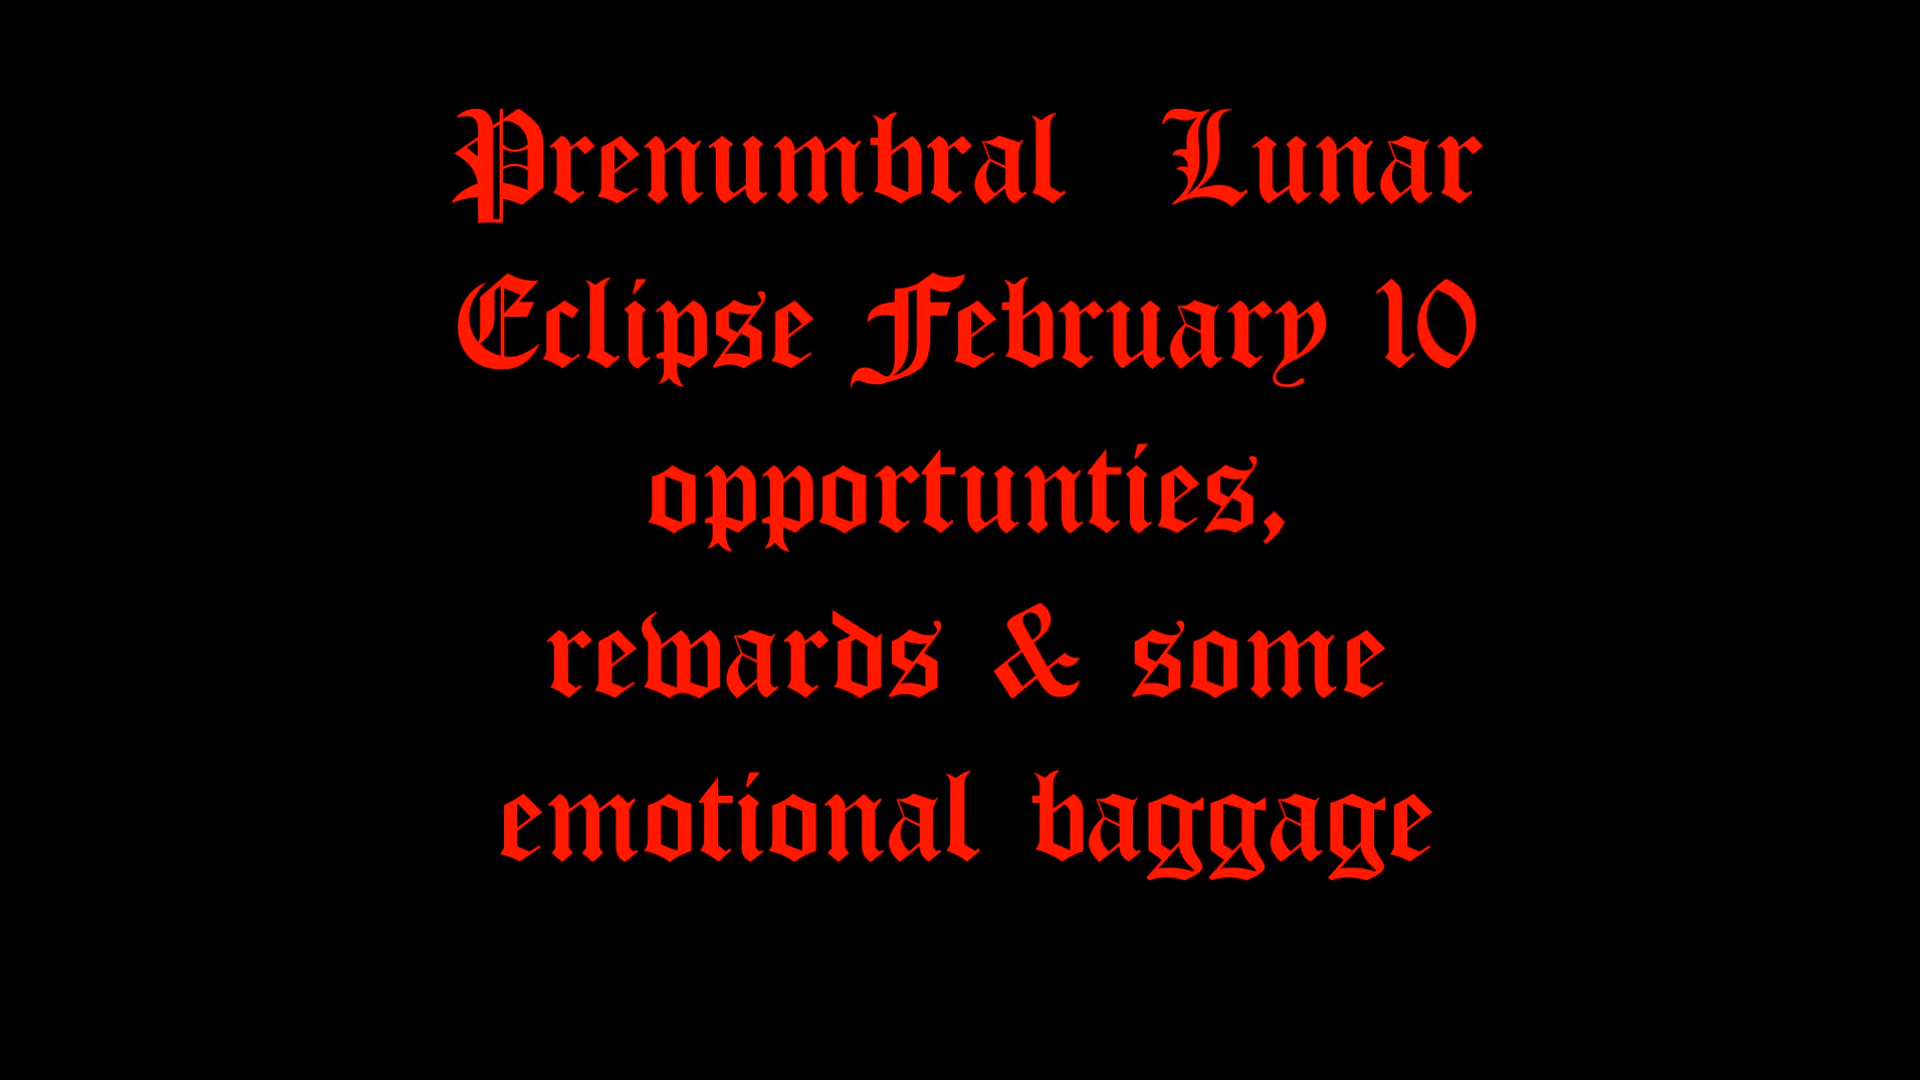 Prenumbral Lunar
Eclipse February 10
opportunties,
rewards & some
emotional baggage